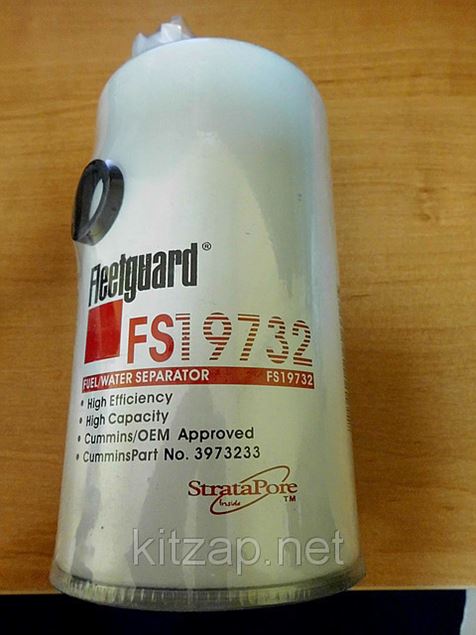 Fleetguard®
FS19732
FUEL/WATER SEPARATOR FS19732
• High Efficiency
• High Capacity
• Cummins/OEM Approved
• CumminsPart No. 3973233
StrataPore
Inside TM
kitzap.net